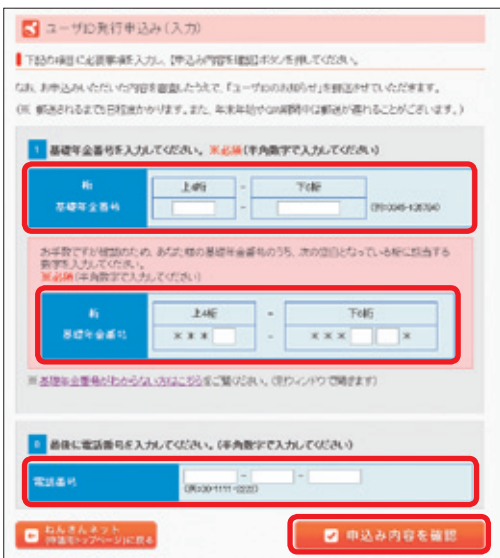 ユーザID発行申込み(入力)
下記の項目に必要事項を入力し、【申込み内容を確認】ボタンを押してください。
なお、お申込みいただいた内容を審査したうえで、「ユーザIDのお知らせ」を郵送させていただきます。
(※ 郵送されるまで5日程度かかります。また、年末年始やGW期間中は郵送が遅れることがございます。)
1 基礎年金番号を入力してください。※必須(半角数字で入力してください)
桁 上4桁 - 下6桁
基礎年金番号 -
お手数ですが確認のため、あなた様の基礎年金番号のうち、次の空白となっている桁に該当する
数字を入力してください。
※必須(半角数字で入力してください)
桁 上4桁 - 下6桁
基礎年金番号 * * * - * * * *
※基礎年金番号がわからない方はこちらをご覧ください。(別ウィンドウで開きます)
最後に電話番号を入力してください。(半角数字で入力してください)
電話番号 - -
ねんきんネット
(申請用トップページ)に戻る
申込み内容を確認